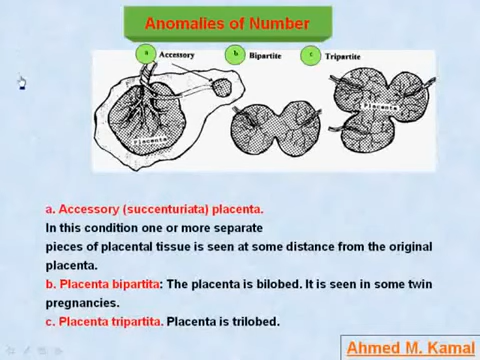 Anomalies of Number
a Accessory b Bipartite c Tripartite
Placenta
Placenta
a. Accessory (succenturiata) placenta.
In this condition one or more separate
pieces of placental tissue is seen at some distance from the original
placenta.
b. Placenta bipartita: The placenta is bilobed. It is seen in some twin
pregnancies.
c. Placenta tripartita. Placenta is trilobed.
Ahmed M. Kamal